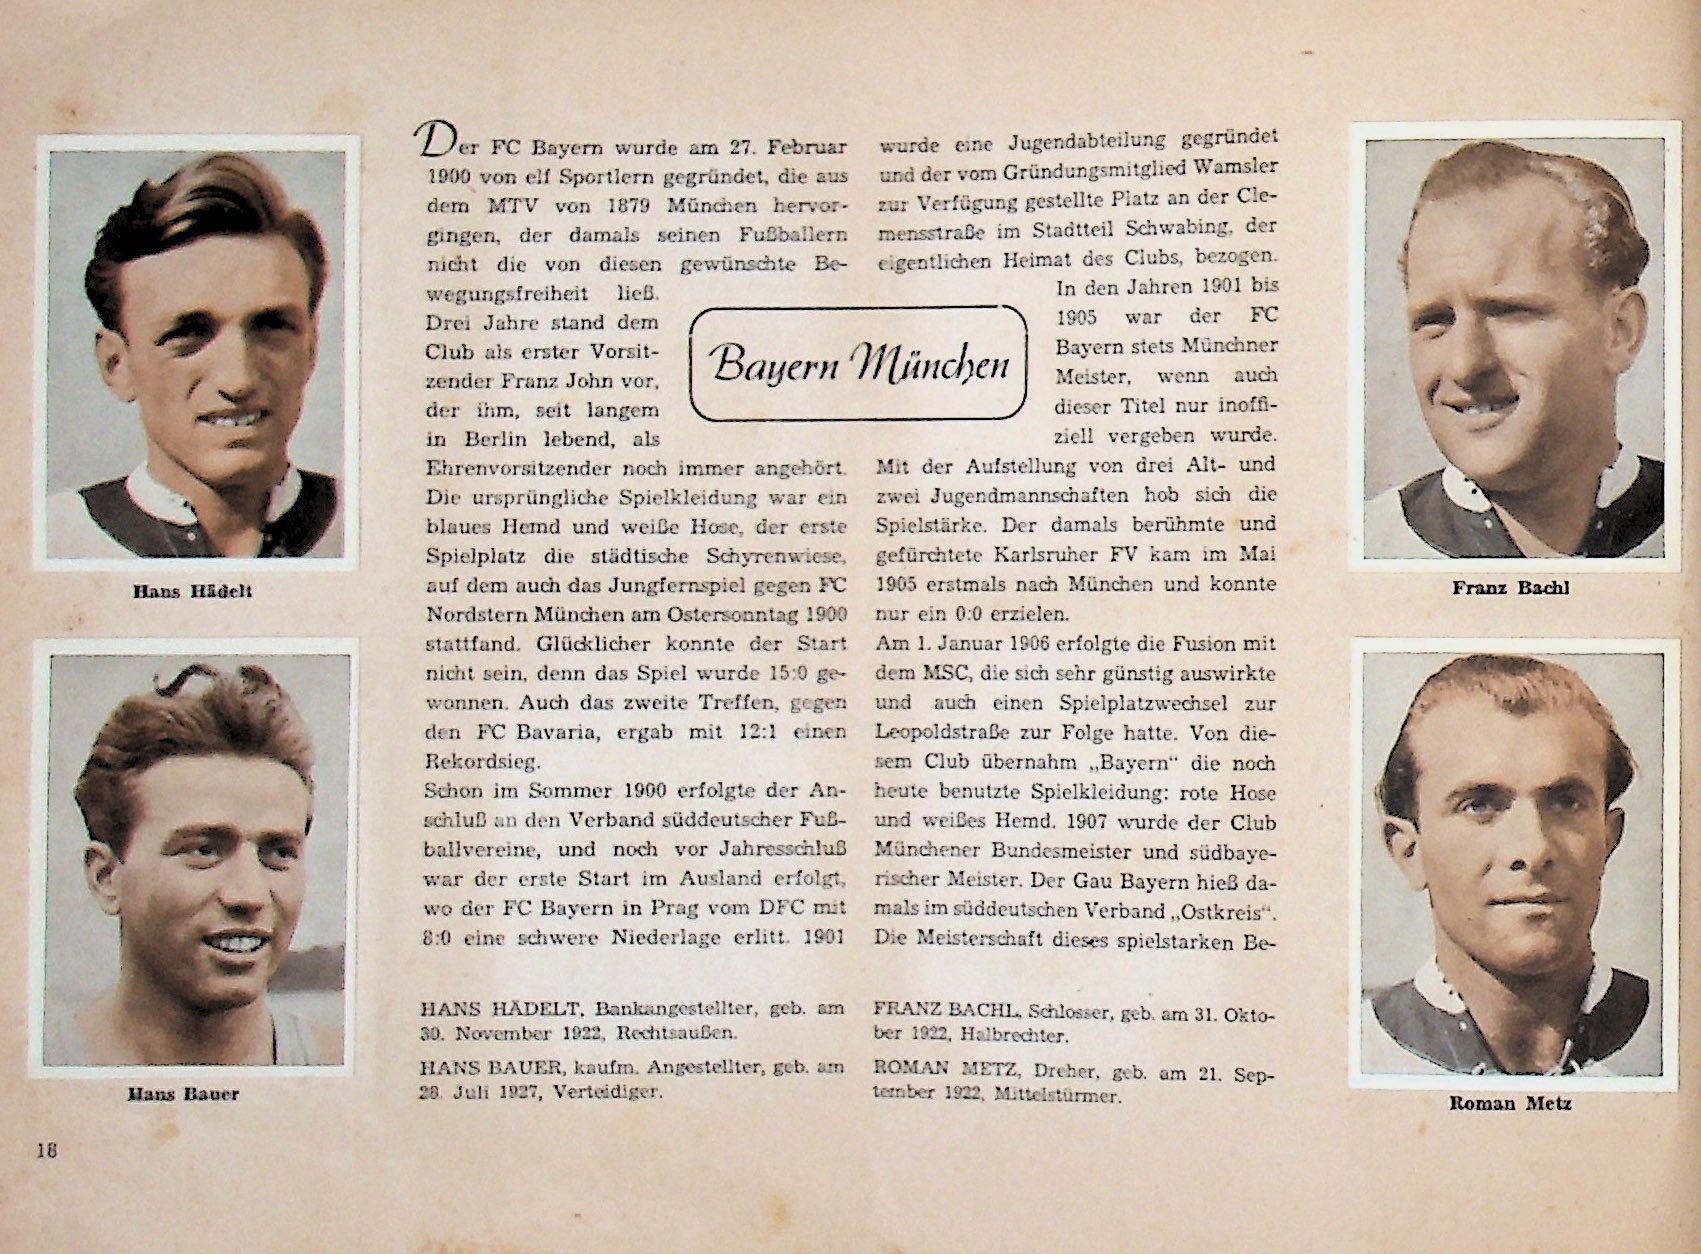 Der FC Bayern wurde am 27. Februar
1900 von elf Sportlern gegründet, die aus
dem MTV von 1879 München hervor-
gingen, der damals seinen Fußballern
nicht die von diesen gewünschte Be-
wegungsfreiheit ließ.
Drei Jahre stand dem
Club als erster Vorsit-
zender Franz John vor,
der ihm, seit langem
in Berlin lebend, als
Ehrenvorsitzender noch immer angehört.
Die ursprüngliche Spielkleidung war ein
blaues Hemd und weiße Hose, der erste
Spielplatz die städtische Schyrenwiese,
auf dem auch das Jungfernspiel gegen FC
Nordstern München am Ostersonntag 1900
stattfand. Glücklicher konnte der Start
nicht sein, denn das Spiel wurde 15:0 ge-
wonnen. Auch das zweite Treffen, gegen
den FC Bavaria, ergab mit 12:1 einen
Rekordsieg.
Schon im Sommer 1900 erfolgte der An-
schluß an den Verband süddeutscher Fuß-
ballvereine, und noch vor Jahresschluß
war der erste Start im Ausland erfolgt,
wo der FC Bayern in Prag vom DFC mit
8:0 eine schwere Niederlage erlitt. 1901
wurde eine Jugendabteilung gegründet
und der vom Gründungsmitglied Wamsler
zur Verfügung gestellte Platz an der Cle-
mensstraße im Stadtteil Schwabing, der
eigentlichen Heimat des Clubs, bezogen.
In den Jahren 1901 bis
1905 war der FC
Bayern stets Münchner
Meister, wenn auch
dieser Titel nur inoffi-
ziell vergeben wurde.
Mit der Aufstellung von drei Alt- und
zwei Jugendmannschaften hob sich die
Spielstärke. Der damals berühmte und
gefürchtete Karlsruher FV kam im Mai
1905 erstmals nach München und konnte
nur ein 0:0 erzielen.
Am 1. Januar 1906 erfolgte die Fusion mit
dem MSC, die sich sehr günstig auswirkte
und auch einen Spielplatzwechsel zur
Leopoldstraße zur Folge hatte. Von die-
sem Club übernahm „Bayern“ die noch
heute benutzte Spielkleidung: rote Hose
und weißes Hemd. 1907 wurde der Club
Münchener Bundesmeister und südbaye-
rischer Meister. Der Gau Bayern hieß da-
mals im süddeutschen Verband „Ostkreis“.
Die Meisterschaft dieses spielstarken Be-
Bayern München
Hans Hädelt
Hans Bauer
Franz Bachl
Roman Metz
HANS HÄDELT, Bankangestellter, geb. am
30. November 1922, Rechtsaußen.
HANS BAUER, kaufm. Angestellter, geb. am
28. Juli 1927, Verteidiger.
FRANZ BACHL, Schlosser, geb. am 31. Okto-
ber 1922, Halbrechter.
ROMAN METZ, Dreher, geb. am 21. Sep-
tember 1922, Mittelstürmer.
18